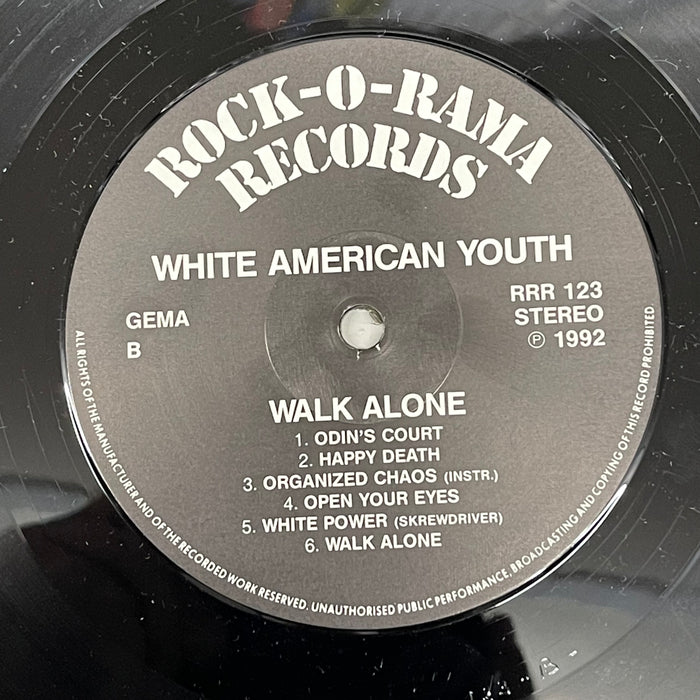 ROCK-O-RAMA
RECORDS
WHITE AMERICAN YOUTH
GEMA
B
RRR 123
STEREO
℗ 1992
WALK ALONE
1. ODIN'S COURT
2. HAPPY DEATH
3. ORGANIZED CHAOS (INSTR.)
4. OPEN YOUR EYES
5. WHITE POWER (SKREWDRIVER)
6. WALK ALONE
ALL RIGHTS OF THE MANUFACTURER AND OF THE RECORDED WORK RESERVED. UNAUTHORISED PUBLIC PERFORMANCE, BROADCASTING AND COPYING OF THIS RECORD PROHIBITED.